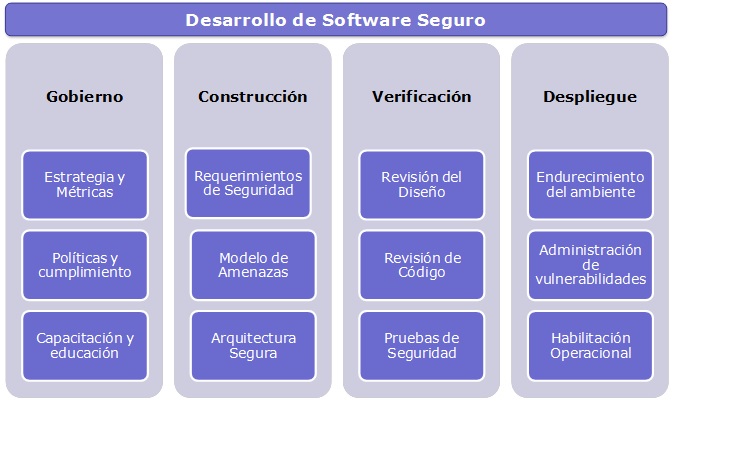 Desarrollo de Software Seguro
Gobierno
Estrategia y
Métricas
Políticas y
cumplimiento
Capacitación y
educación
Construcción
Requerimientos
de Seguridad
Modelo de
Amenazas
Arquitectura
Segura
Verificación
Revisión del
Diseño
Revisión de
Código
Pruebas de
Seguridad
Despliegue
Endurecimiento
del ambiente
Administración
de
vulnerabilidades
Habilitación
Operacional